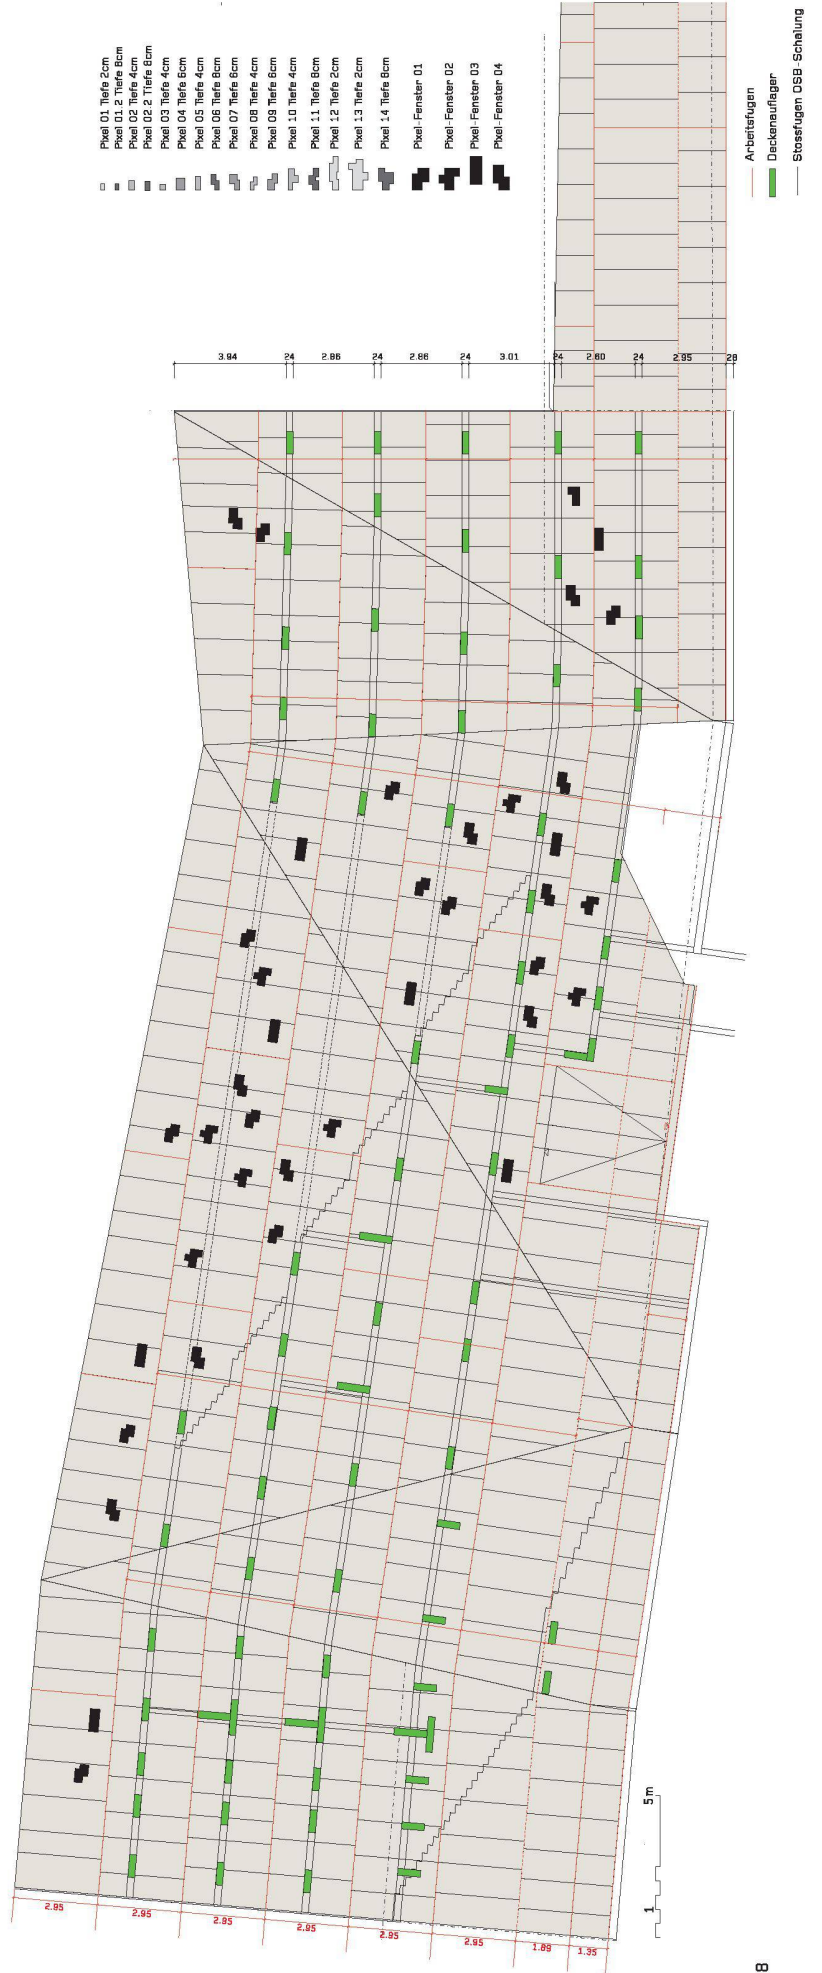 Pixel 01 Tiefe 2cm
Pixel 01.2 Tiefe 8cm
Pixel 02 Tiefe 4cm
Pixel 02.2 Tiefe 8cm
Pixel 03 Tiefe 4cm
Pixel 04 Tiefe 6cm
Pixel 05 Tiefe 4cm
Pixel 06 Tiefe 8cm
Pixel 07 Tiefe 6cm
Pixel 08 Tiefe 4cm
Pixel 09 Tiefe 6cm
Pixel 10 Tiefe 4cm
Pixel 11 Tiefe 8cm
Pixel 12 Tiefe 2cm
Pixel 13 Tiefe 2cm
Pixel 14 Tiefe 8cm
Pixel-Fenster 01
Pixel-Fenster 02
Pixel-Fenster 03
Pixel-Fenster 04
Arbeitsfugen
Deckenauflager
Stossfugen OSB-Schalung
3.94
24
2.86
24
2.86
24
3.01
24
2.60
24
2.95
28
2.95
2.95
2.95
2.95
2.95
2.95
1.89
1.35
1
5m
8